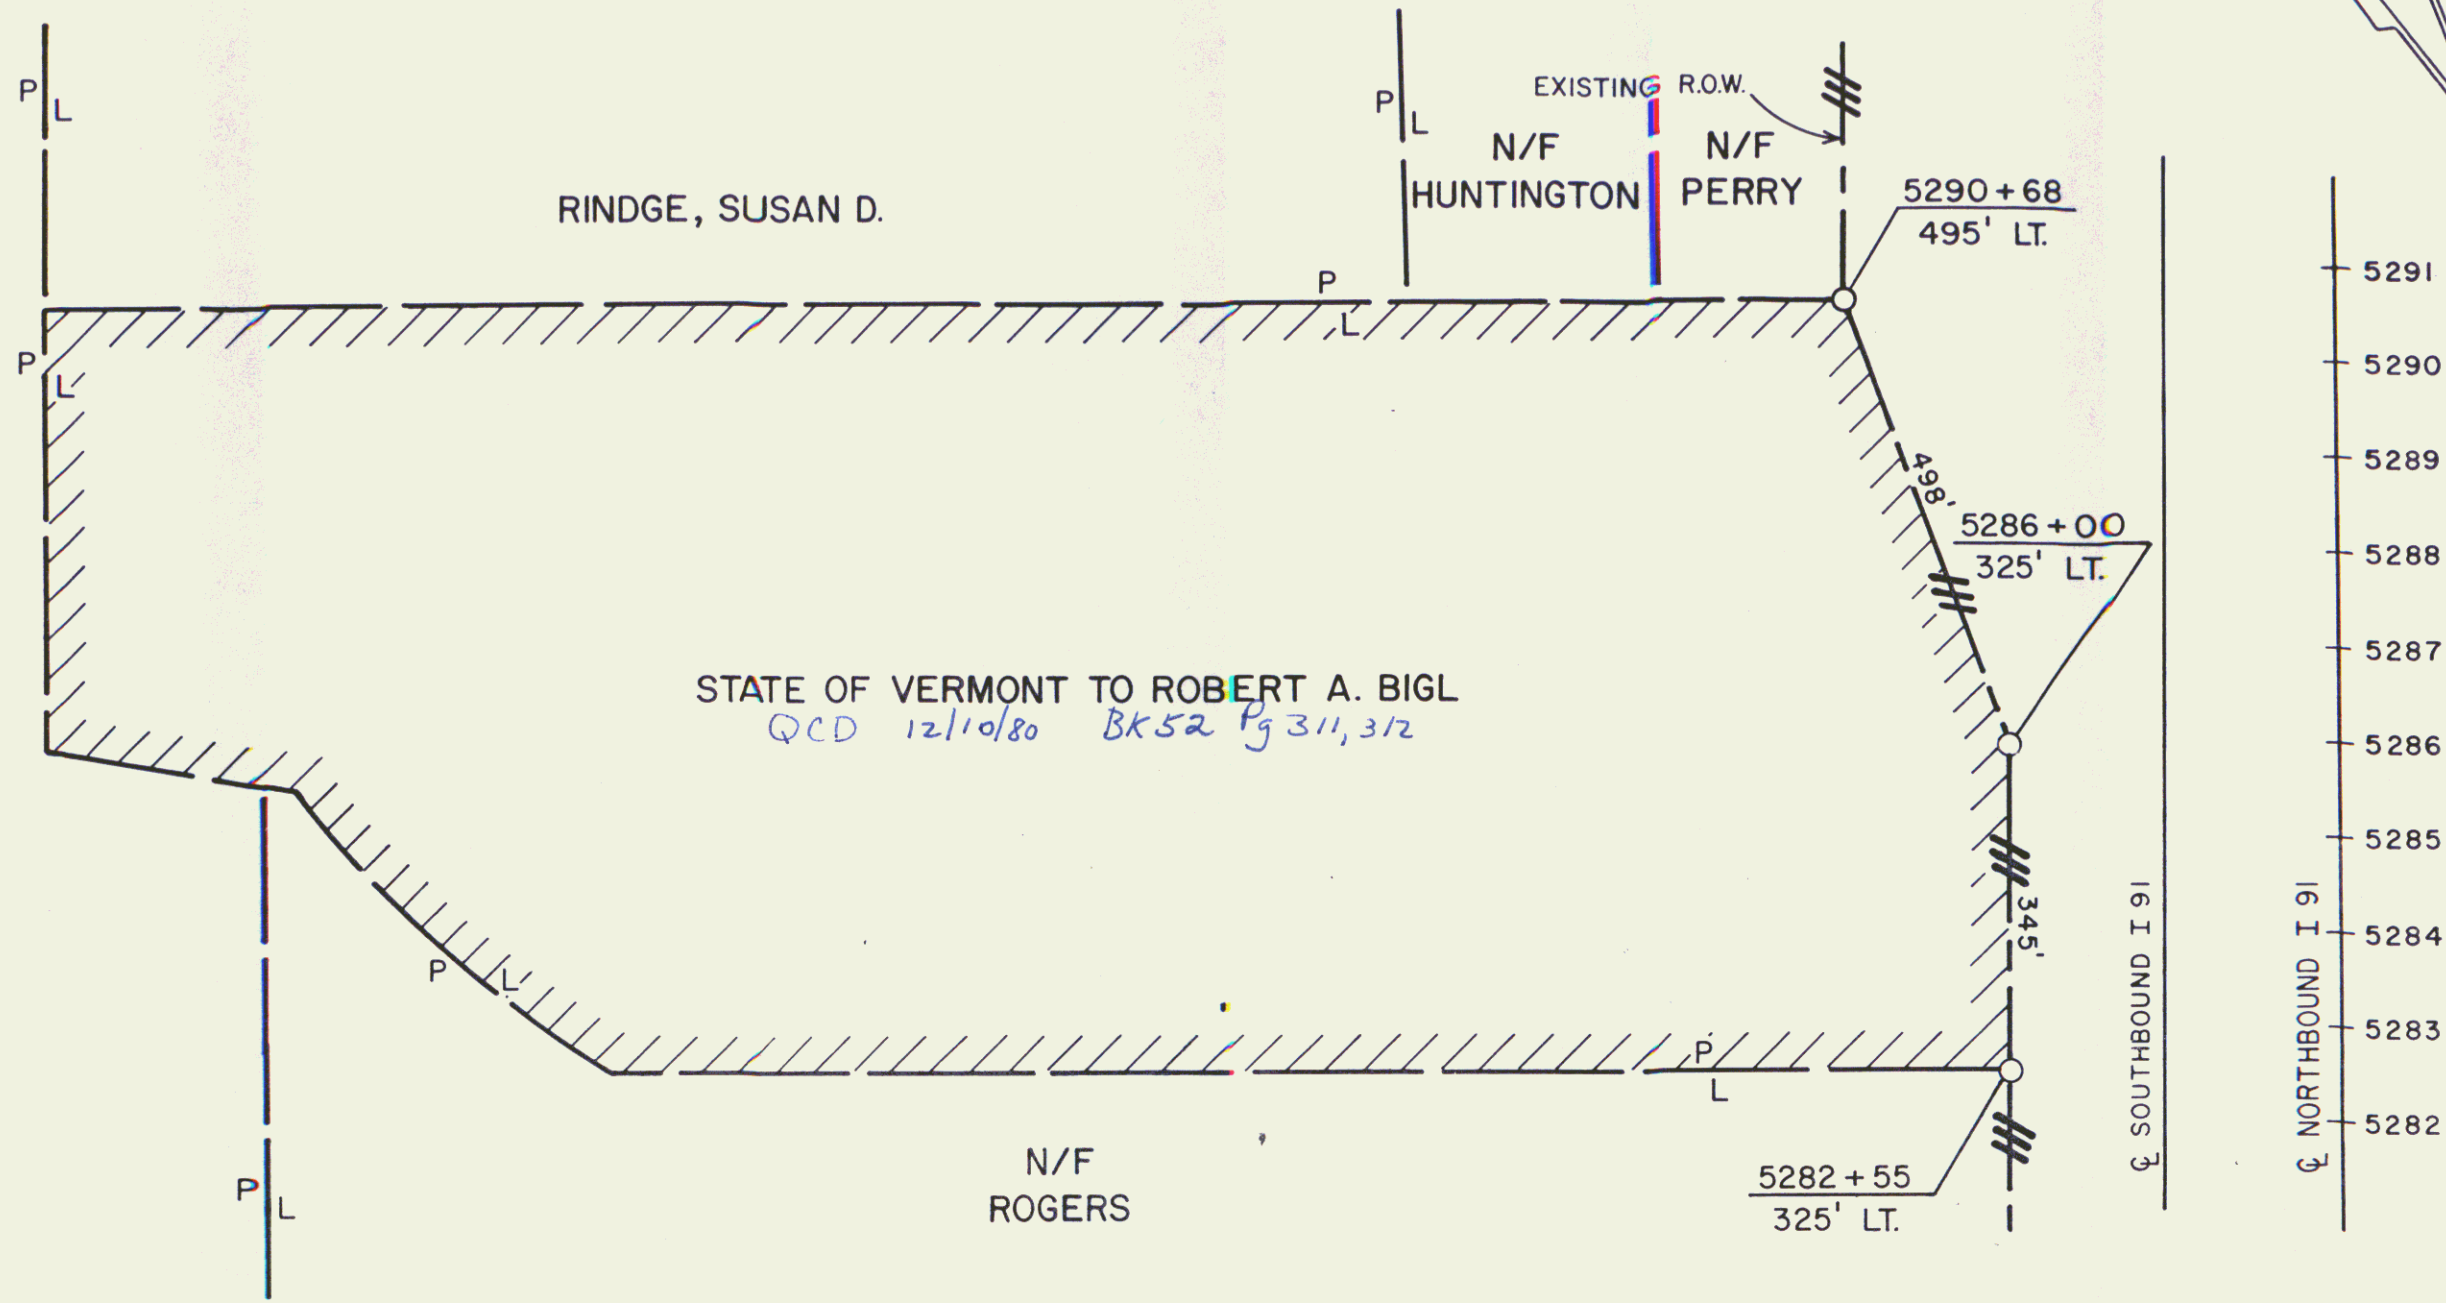 P
L
P
L
EXISTING R.O.W.
N/F
HUNTINGTON
N/F
PERRY
RINDGE, SUSAN D.
5290+68
495' LT.
5291
P
L
P
L
5290
5289
498'
5286+00
325' LT.
5288
5287
STATE OF VERMONT TO ROBERT A. BIGL
QCD 12/10/80 BK52 Pg 311, 312
5286
5285
345'
5284
P
L
5283
P
L
℄ SOUTHBOUND I 91
℄ NORTHBOUND I 91
5282
N/F
ROGERS
P
L
5282+55
325' LT.